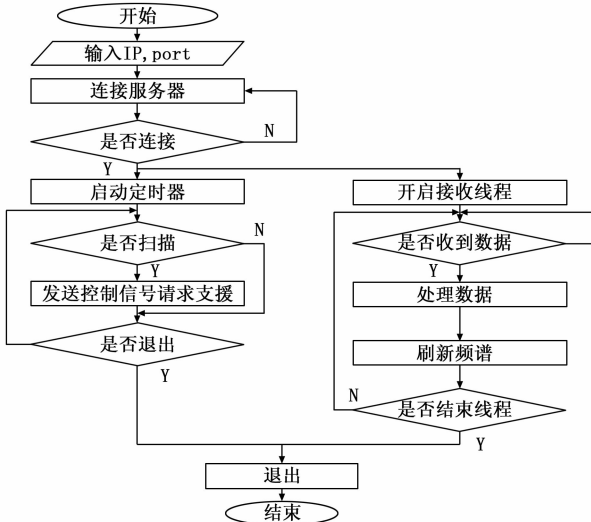 开始
输入IP,port
连接服务器
是否连接
N
Y
启动定时器
开启接收线程
是否扫描
N
是否收到数据
Y
Y
发送控制信号请求支援
处理数据
是否退出
刷新频谱
Y
N
是否结束线程
Y
退出
结束